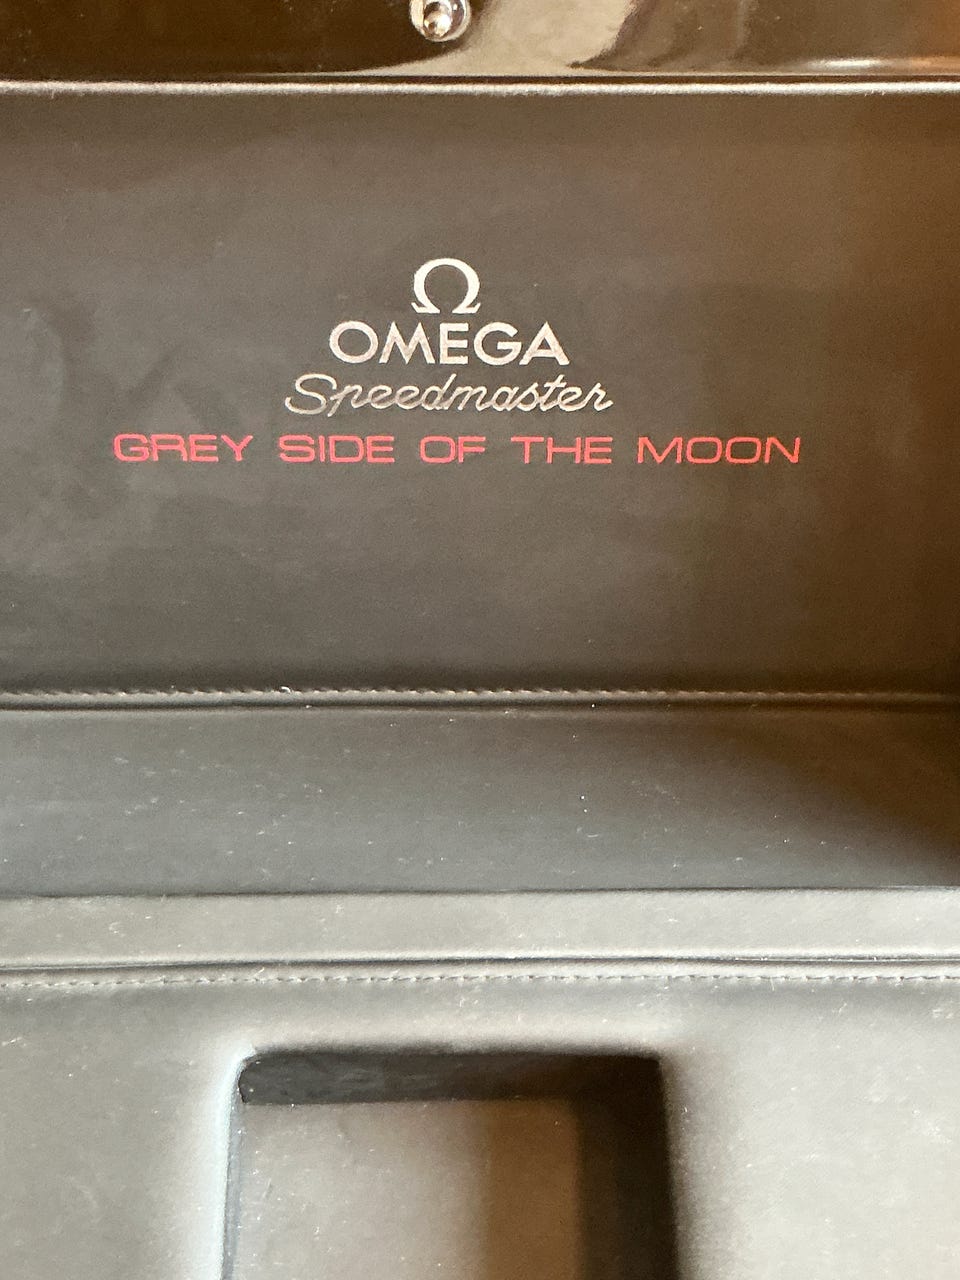 Ω
OMEGA
Speedmaster
GREY SIDE OF THE MOON